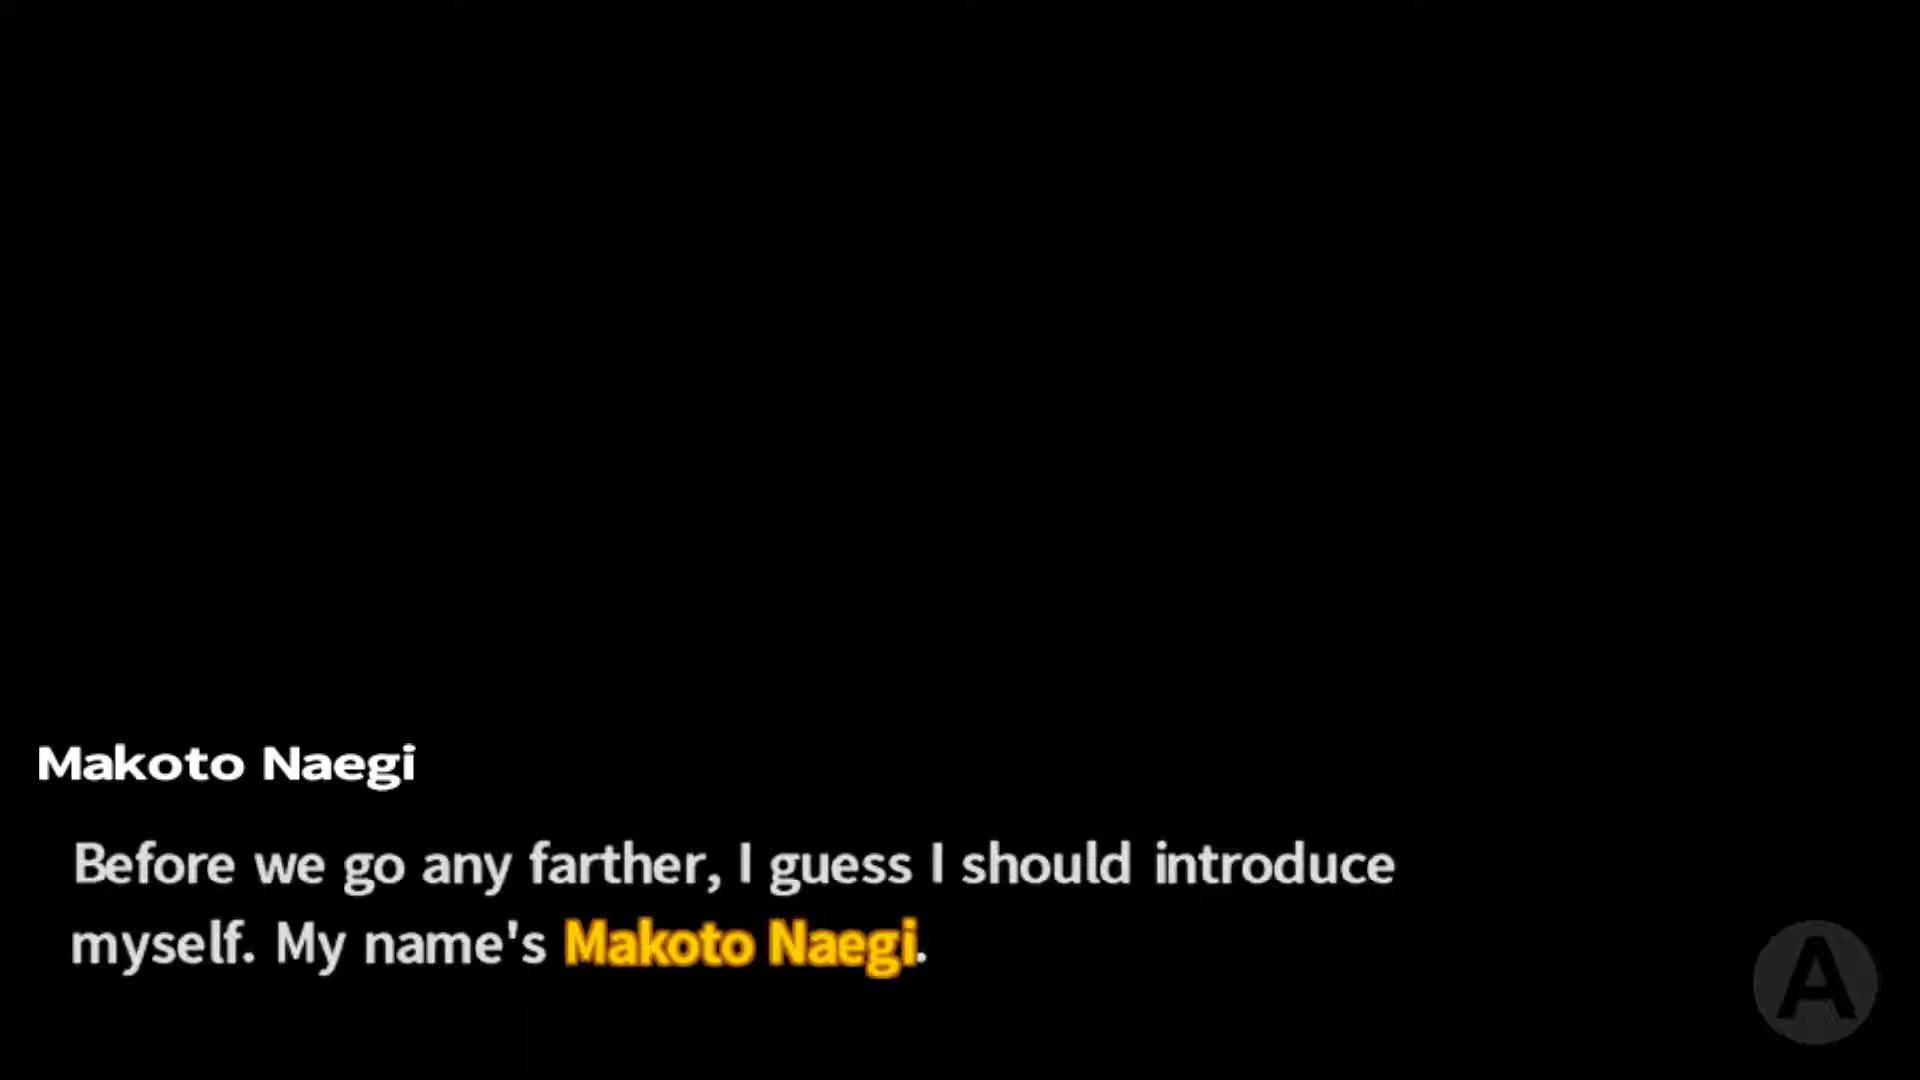 Makoto Naegi
Before we go any farther, I guess I should introduce
myself. My name's Makoto Naegi.
A